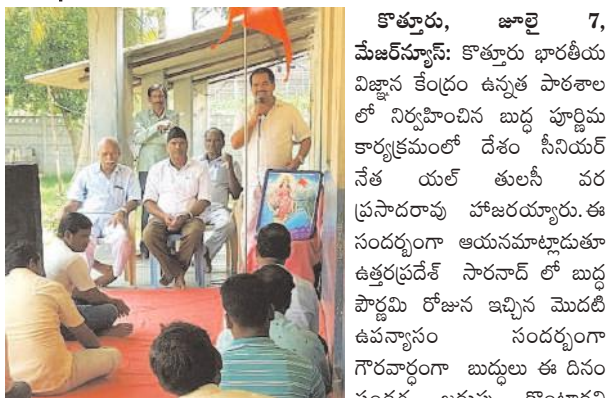 కొత్తూరు, జూలై 7,
మేజర్‌న్యూస్: కొత్తూరు భారతీయ
విజ్ఞాన కేంద్రం ఉన్నత పాఠశాల
లో నిర్వహించిన బుద్ధ పూర్ణిమ
కార్యక్రమంలో దేశం సీనియర్
నేత యల్ తులసీ వర
ప్రసాదరావు హాజరయ్యారు.ఈ
సందర్భంగా ఆయనమాట్లాడుతూ
ఉత్తరప్రదేశ్ సారనాద్ లో బుద్ధ
పౌర్ణమి రోజున ఇచ్చిన మొదటి
ఉపన్యాసం సందర్భంగా
గౌరవార్ధంగా బుద్ధులు ఈ దినం